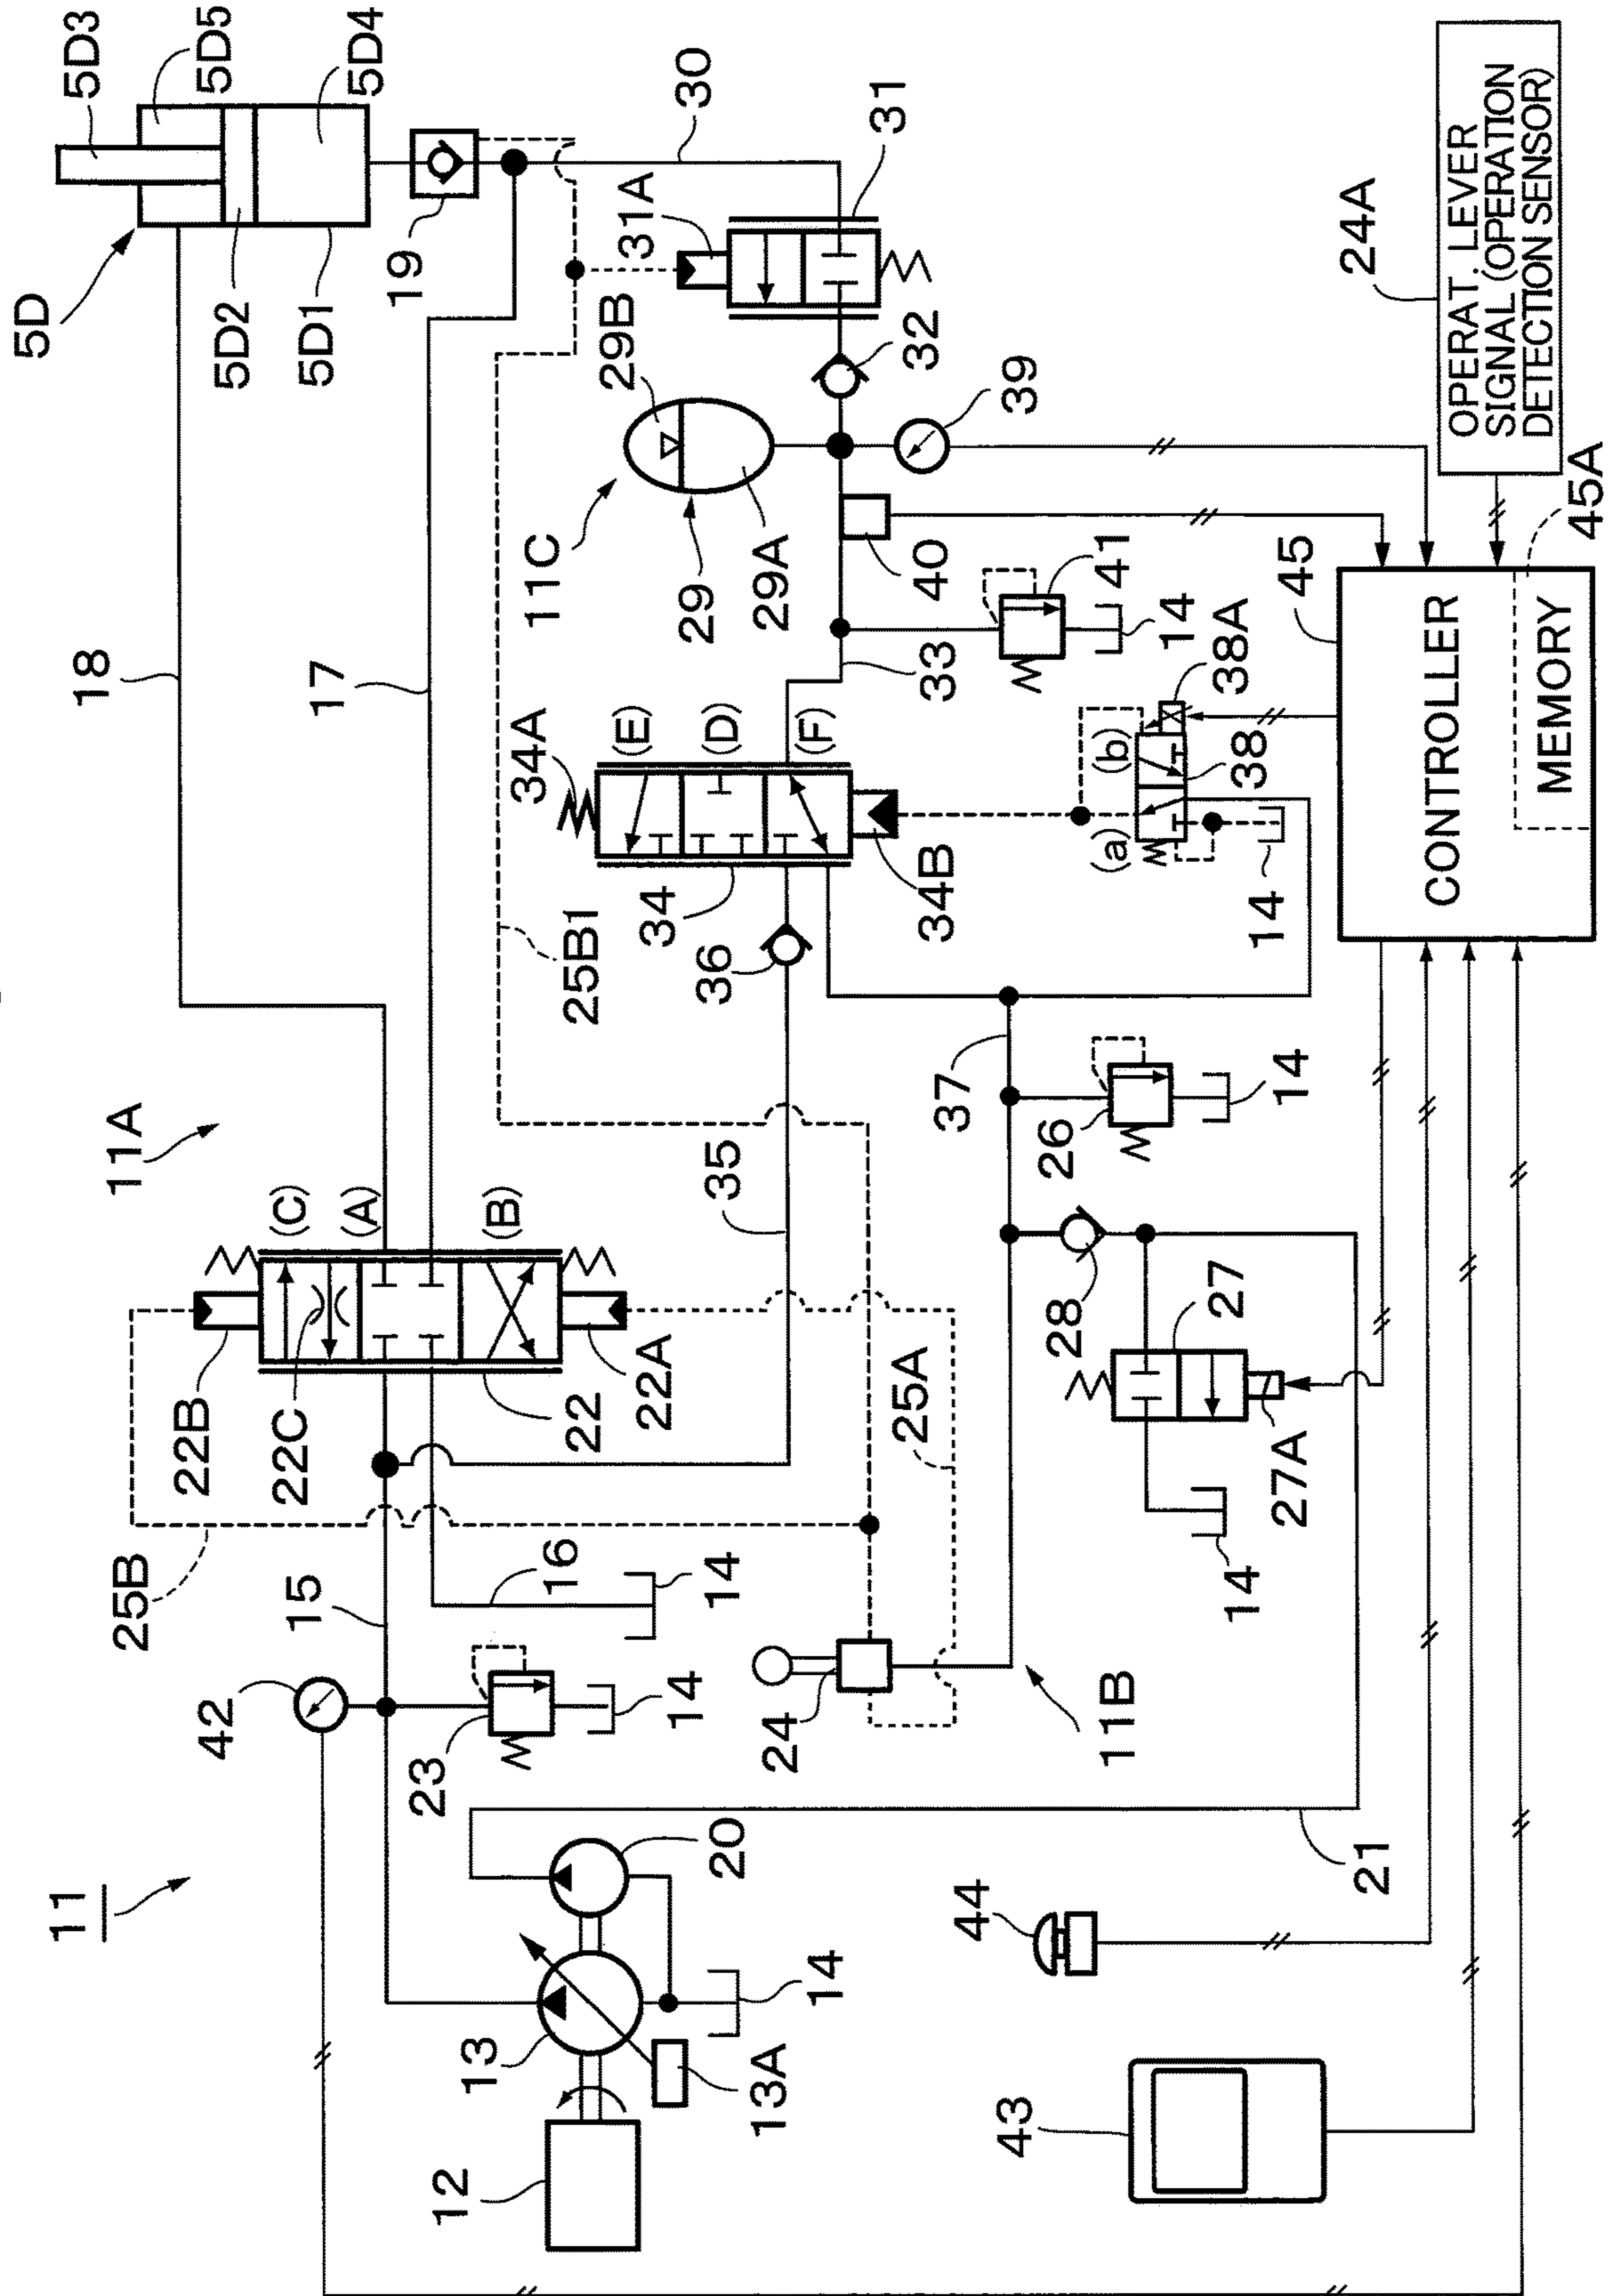 11
11A
5D
5D3
5D5
5D4
5D2
5D1
18
17
19
30
31A
31
29B
11C
29
29A
32
39
24A
OPERAT. LEVER
SIGNAL (OPERATION
DETECTION SENSOR)
(C)
(A)
(B)
22B
22C
22
22A
25B1
34A
(E)
(D)
(F)
34
34B
36
33
40
41
14
38A
(b)
(a)
38
14
45
45A
CONTROLLER
MEMORY
25B
15
16
14
35
25A
37
26
14
28
27
27A
14
42
23
14
24
11B
20
21
13
13A
14
12
44
43